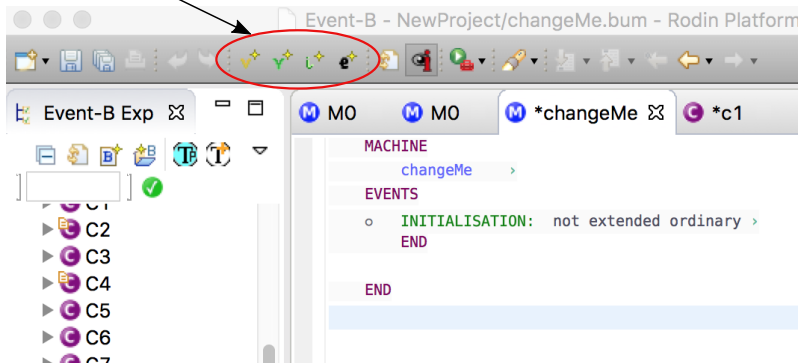 Event-B - NewProject/changeMe.bum - Rodin Platform
Event-B Exp
M0
M0
*changeMe
*c1
MACHINE
changeMe ›
EVENTS
INITIALISATION: not extended ordinary ›
END
END
C1
C2
C3
C4
C5
C6